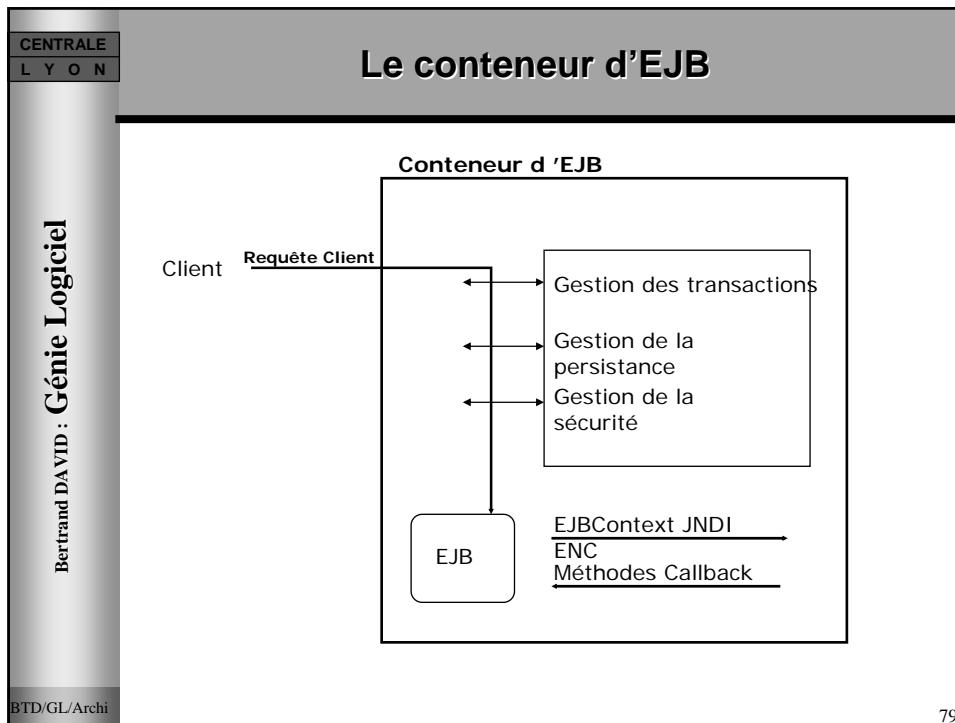 CENTRALE
L Y O N
Le conteneur d’EJB
Bertrand DAVID : Génie Logiciel
Conteneur d ’EJB
Client
Requête Client
Gestion des transactions
Gestion de la
persistance
Gestion de la
sécurité
EJB
EJBContext JNDI
ENC
Méthodes Callback
BTD/GL/Archi
79